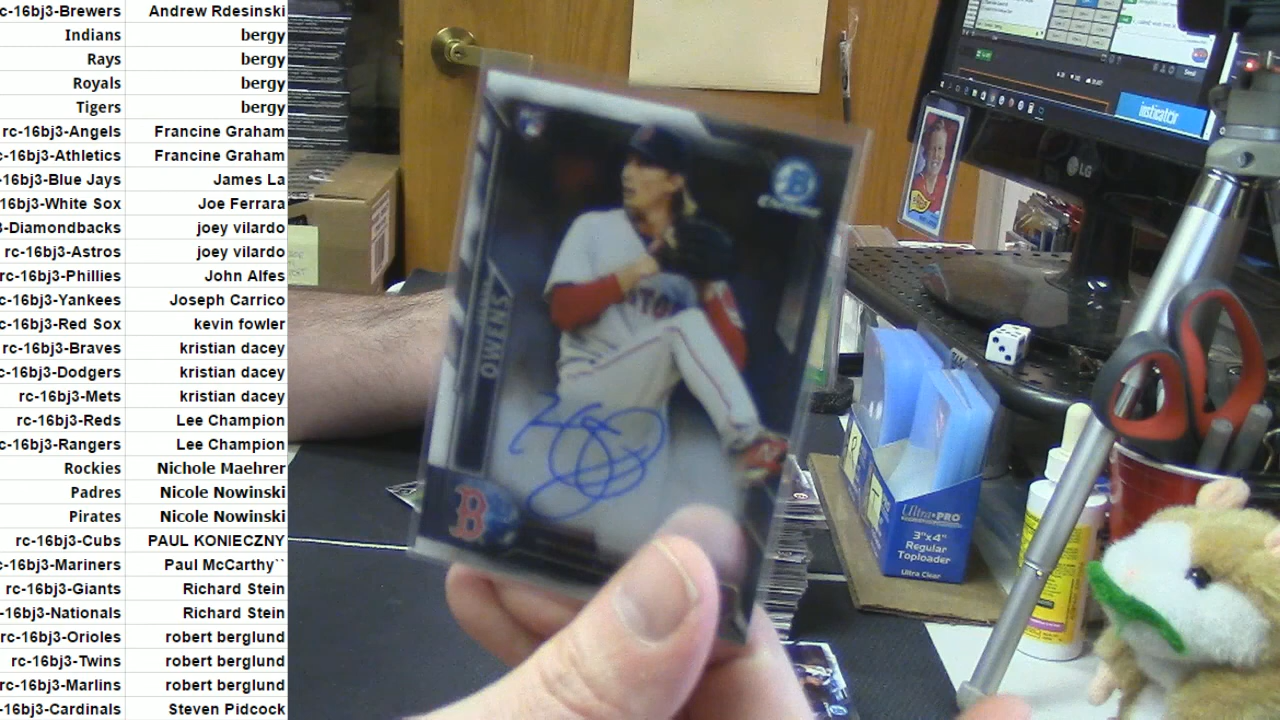 c-16bj3-Brewers Andrew Rdesinski
Indians bergy
Rays bergy
Royals bergy
Tigers bergy
rc-16bj3-Angels Francine Graham
c-16bj3-Athletics Francine Graham
-16bj3-Blue Jays James La
-16bj3-White Sox Joe Ferrara
3-Diamondbacks joey vilardo
rc-16bj3-Astros joey vilardo
rc-16bj3-Phillies John Alfes
c-16bj3-Yankees Joseph Carrico
c-16bj3-Red Sox kevin fowler
rc-16bj3-Braves kristian dacey
c-16bj3-Dodgers kristian dacey
rc-16bj3-Mets kristian dacey
rc-16bj3-Reds Lee Champion
c-16bj3-Rangers Lee Champion
Rockies Nichole Maehrer
Padres Nicole Nowinski
Pirates Nicole Nowinski
rc-16bj3-Cubs PAUL KONIECZNY
c-16bj3-Mariners Paul McCarthy``
rc-16bj3-Giants Richard Stein
-16bj3-Nationals Richard Stein
rc-16bj3-Orioles robert berglund
rc-16bj3-Twins robert berglund
rc-16bj3-Marlins robert berglund
-16bj3-Cardinals Steven Pidcock
B
Chrome
OWENS
BOSTON
B
LG
Ultra•PRO
3"x4"
Regular
Toploader
Ultra Clear